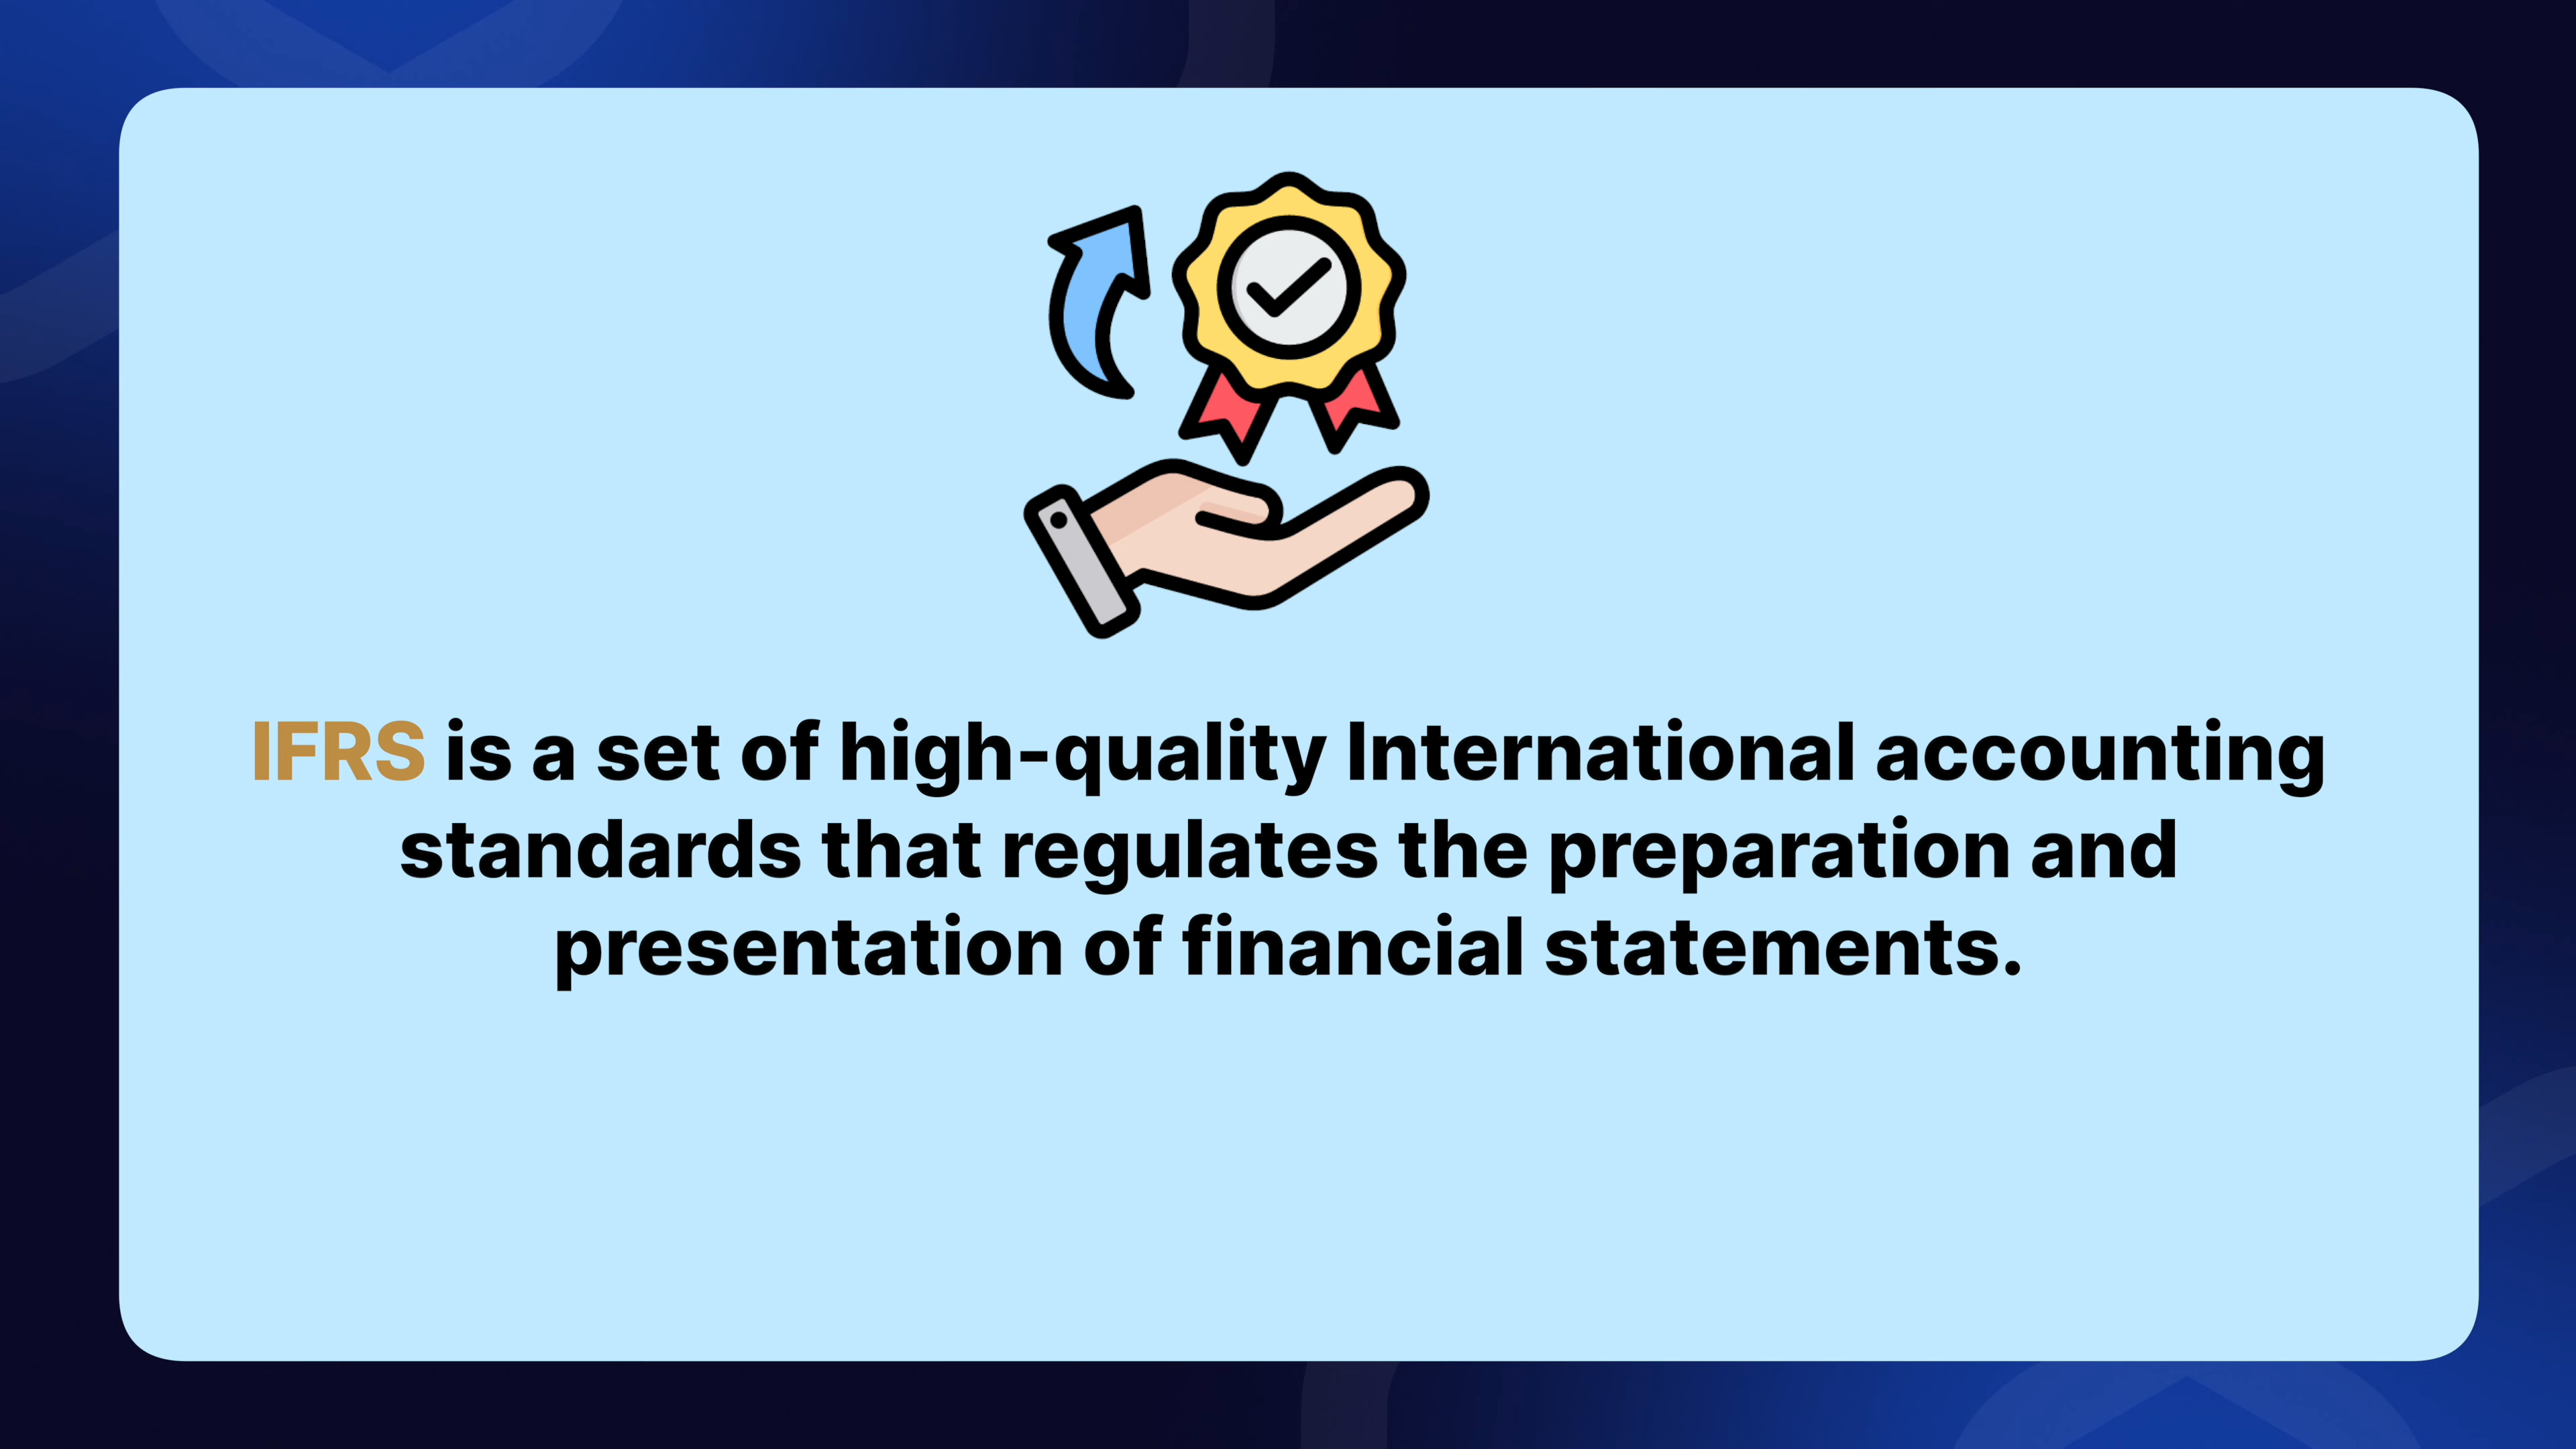 IFRS is a set of high-quality International accounting
standards that regulates the preparation and
presentation of financial statements.